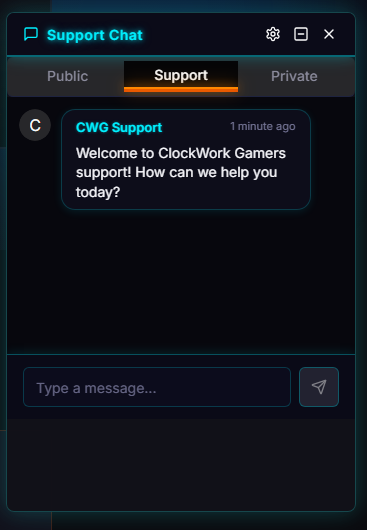 Support Chat
Public
Support
Private
C
CWG Support
1 minute ago
Welcome to ClockWork Gamers
support! How can we help you
today?
Type a message...